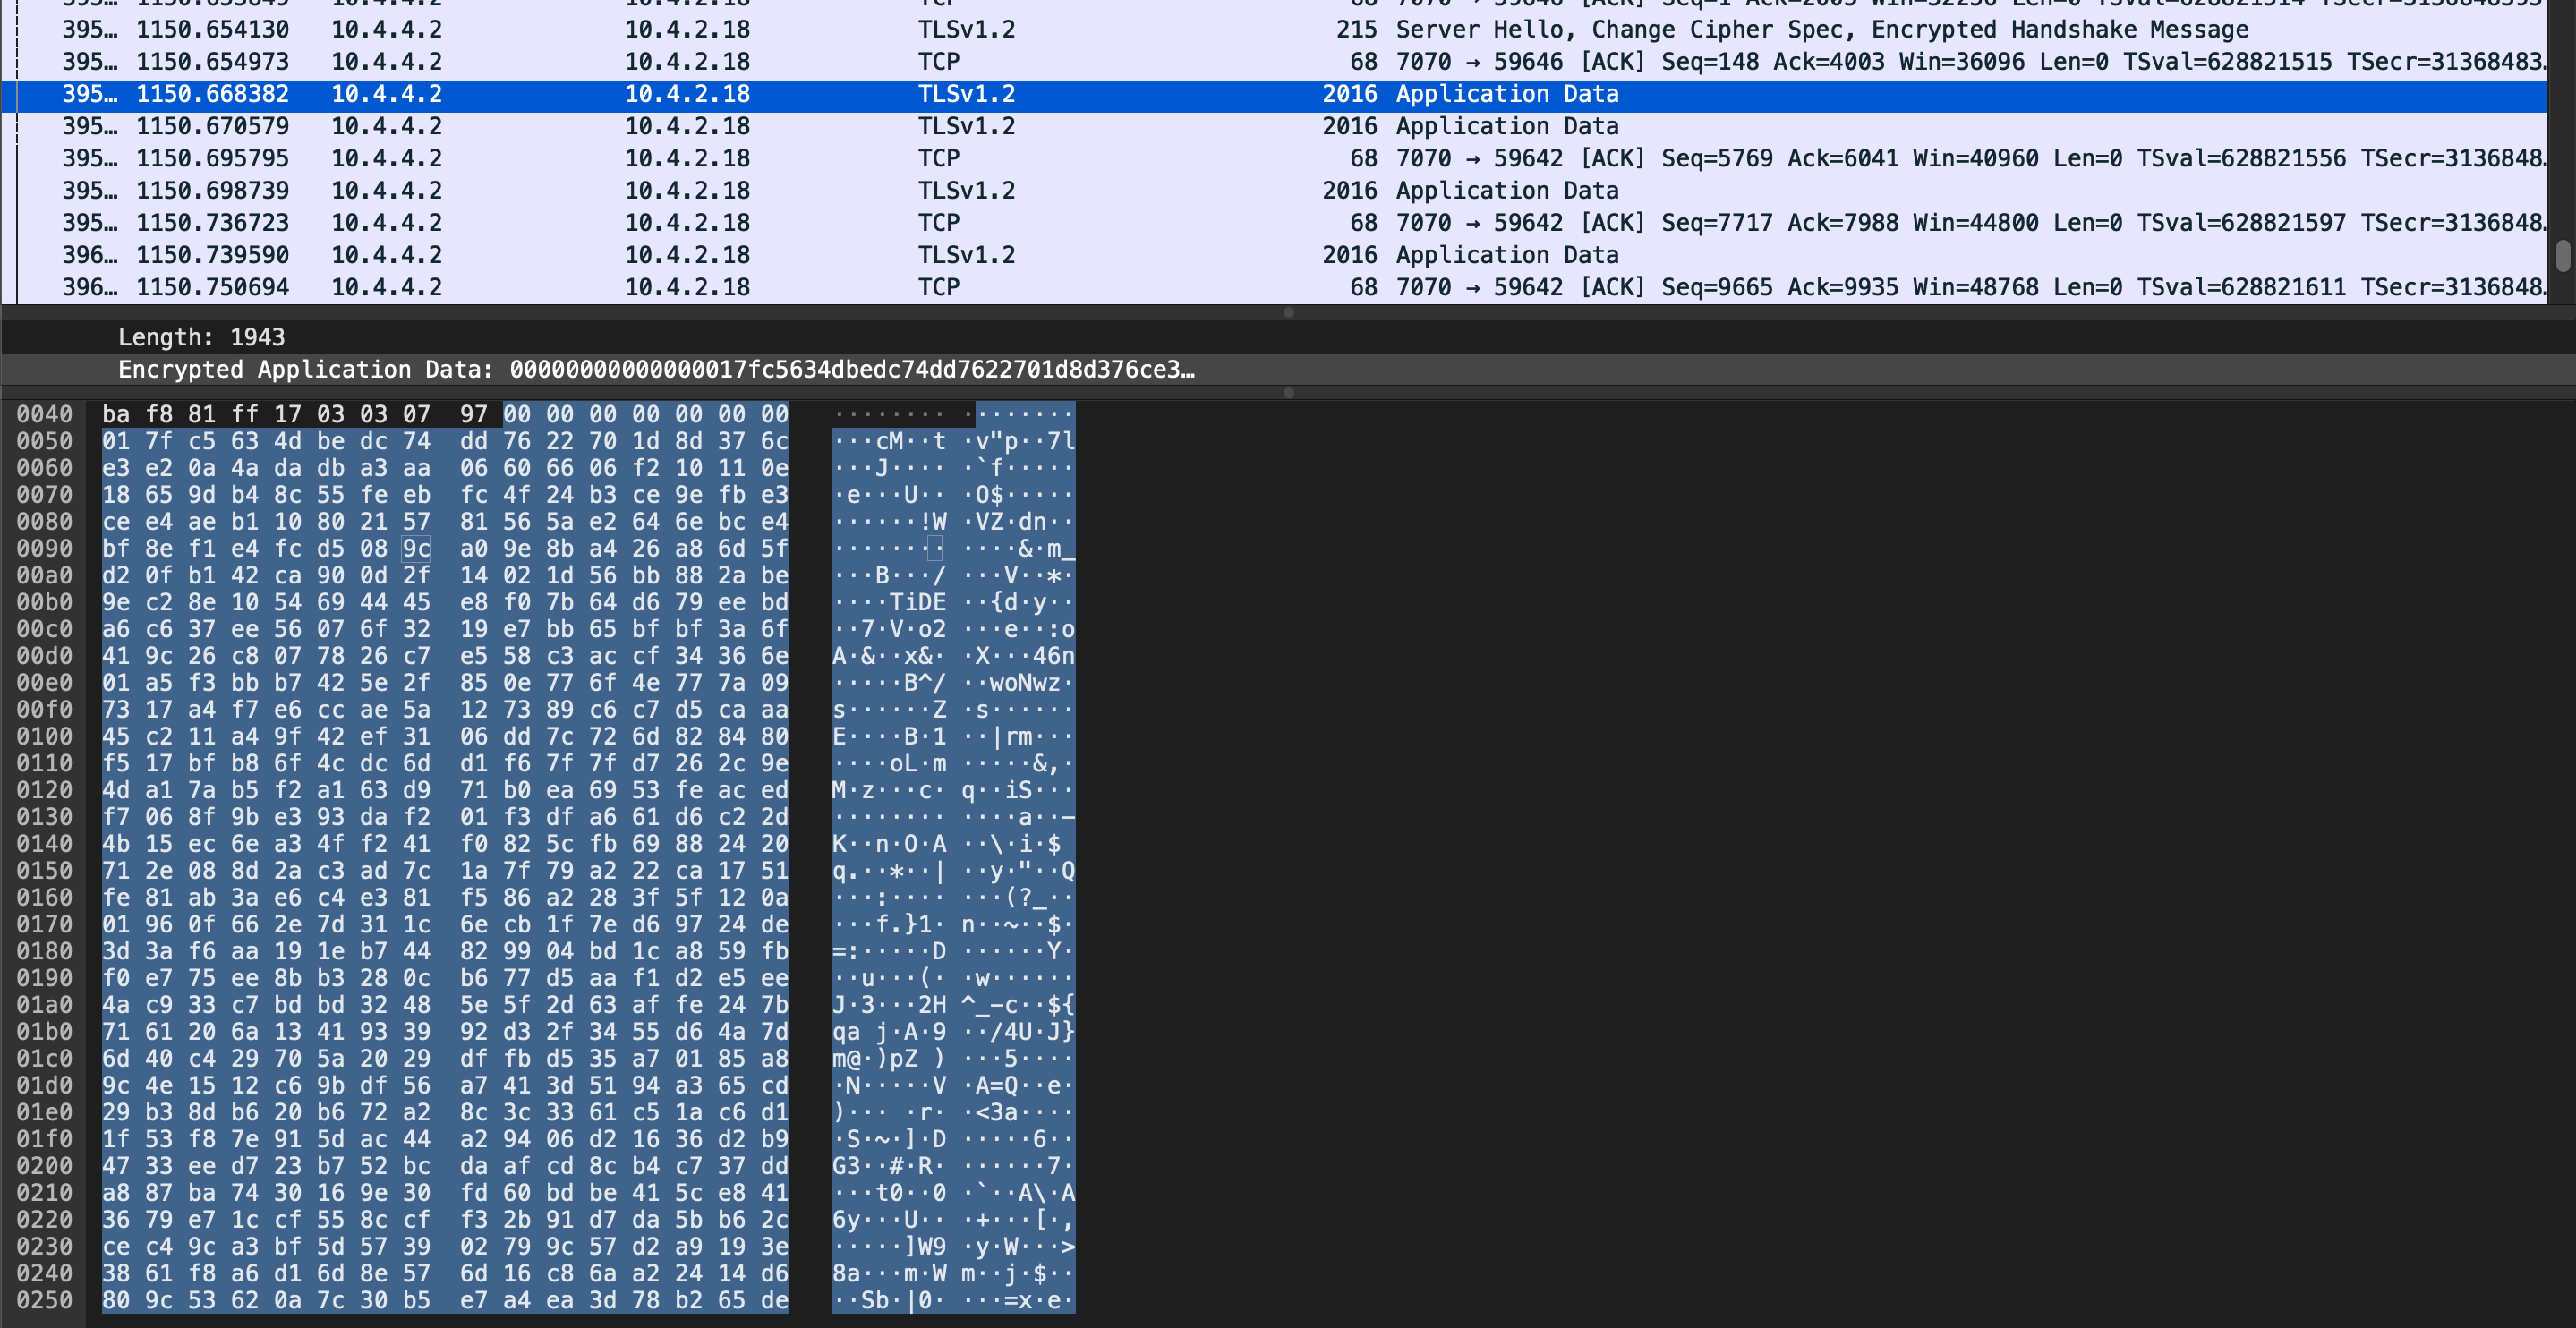 395… 1150.654130 10.4.4.2 10.4.2.18 TLSv1.2 215 Server Hello, Change Cipher Spec, Encrypted Handshake Message
395… 1150.654973 10.4.4.2 10.4.2.18 TCP 68 7070 → 59646 [ACK] Seq=148 Ack=4003 Win=36096 Len=0 TSval=628821515 TSecr=31368483…
395… 1150.668382 10.4.4.2 10.4.2.18 TLSv1.2 2016 Application Data
395… 1150.670579 10.4.4.2 10.4.2.18 TLSv1.2 2016 Application Data
395… 1150.695795 10.4.4.2 10.4.2.18 TCP 68 7070 → 59642 [ACK] Seq=5769 Ack=6041 Win=40960 Len=0 TSval=628821556 TSecr=3136848…
395… 1150.698739 10.4.4.2 10.4.2.18 TLSv1.2 2016 Application Data
395… 1150.736723 10.4.4.2 10.4.2.18 TCP 68 7070 → 59642 [ACK] Seq=7717 Ack=7988 Win=44800 Len=0 TSval=628821597 TSecr=3136848…
396… 1150.739590 10.4.4.2 10.4.2.18 TLSv1.2 2016 Application Data
396… 1150.750694 10.4.4.2 10.4.2.18 TCP 68 7070 → 59642 [ACK] Seq=9665 Ack=9935 Win=48768 Len=0 TSval=628821611 TSecr=3136848…
Length: 1943
Encrypted Application Data: 00000000000000017fc5634dbedc74dd7622701d8d376ce3…
0040 ba f8 81 ff 17 03 03 07 97 00 00 00 00 00 00 00 ········ ········
0050 01 7f c5 63 4d be dc 74 dd 76 22 70 1d 8d 37 6c ···cM··t ·v"p··7l
0060 e3 e2 0a 4a da db a3 aa 06 60 66 06 f2 10 11 0e ···J···· ·`f·····
0070 18 65 9d b4 8c 55 fe eb fc 4f 24 b3 ce 9e fb e3 ·e···U·· ·O$·····
0080 ce e4 ae b1 10 80 21 57 81 56 5a e2 64 6e bc e4 ······!W ·VZ·dn··
0090 bf 8e f1 e4 fc d5 08 9c a0 9e 8b a4 26 a8 6d 5f ········ ····&·m_
00a0 d2 0f b1 42 ca 90 0d 2f 14 02 1d 56 bb 88 2a be ···B···/ ···V··*·
00b0 9e c2 8e 10 54 69 44 45 e8 f0 7b 64 d6 79 ee bd ····TiDE ··{d·y··
00c0 a6 c6 37 ee 56 07 6f 32 19 e7 bb 65 bf bf 3a 6f ··7·V·o2 ···e··:o
00d0 41 9c 26 c8 07 78 26 c7 e5 58 c3 ac cf 34 36 6e A·&··x&· ·X···46n
00e0 01 a5 f3 bb b7 42 5e 2f 85 0e 77 6f 4e 77 7a 09 ·····B^/ ··woNwz·
00f0 73 17 a4 f7 e6 cc ae 5a 12 73 89 c6 c7 d5 ca aa s······Z ·s······
0100 45 c2 11 a4 9f 42 ef 31 06 dd 7c 72 6d 82 84 80 E····B·1 ··|rm···
0110 f5 17 bf b8 6f 4c dc 6d d1 f6 7f 7f d7 26 2c 9e ····oL·m ·····&,·
0120 4d a1 7a b5 f2 a1 63 d9 71 b0 ea 69 53 fe ac ed M·z···c· q··iS···
0130 f7 06 8f 9b e3 93 da f2 01 f3 df a6 61 d6 c2 2d ········ ····a··-
0140 4b 15 ec 6e a3 4f f2 41 f0 82 5c fb 69 88 24 20 K··n·O·A ··\·i·$
0150 71 2e 08 8d 2a c3 ad 7c 1a 7f 79 a2 22 ca 17 51 q.··*··| ··y·"··Q
0160 fe 81 ab 3a e6 c4 e3 81 f5 86 a2 28 3f 5f 12 0a ···:···· ···(?_··
0170 01 96 0f 66 2e 7d 31 1c 6e cb 1f 7e d6 97 24 de ···f.}1· n··~··$·
0180 3d 3a f6 aa 19 1e b7 44 82 99 04 bd 1c a8 59 fb =:·····D ······Y·
0190 f0 e7 75 ee 8b b3 28 0c b6 77 d5 aa f1 d2 e5 ee ··u···(· ·w······
01a0 4a c9 33 c7 bd bd 32 48 5e 5f 2d 63 af fe 24 7b J·3···2H ^_-c··${
01b0 71 61 20 6a 13 41 93 39 92 d3 2f 34 55 d6 4a 7d qa j·A·9 ··/4U·J}
01c0 6d 40 c4 29 70 5a 20 29 df fb d5 35 a7 01 85 a8 m@·)pZ ) ···5····
01d0 9c 4e 15 12 c6 9b df 56 a7 41 3d 51 94 a3 65 cd ·N·····V ·A=Q··e·
01e0 29 b3 8d b6 20 b6 72 a2 8c 3c 33 61 c5 1a c6 d1 )··· ·r· ·<3a····
01f0 1f 53 f8 7e 91 5d ac 44 a2 94 06 d2 16 36 d2 b9 ·S·~·]·D ·····6··
0200 47 33 ee d7 23 b7 52 bc da af cd 8c b4 c7 37 dd G3··#·R· ······7·
0210 a8 87 ba 74 30 16 9e 30 fd 60 bd be 41 5c e8 41 ···t0··0 ·`··A\·A
0220 36 79 e7 1c cf 55 8c cf f3 2b 91 d7 da 5b b6 2c 6y···U·· ·+···[·,
0230 ce c4 9c a3 bf 5d 57 39 02 79 9c 57 d2 a9 19 3e ·····]W9 ·y·W···>
0240 38 61 f8 a6 d1 6d 8e 57 6d 16 c8 6a a2 24 14 d6 8a···m·W m··j·$··
0250 80 9c 53 62 0a 7c 30 b5 e7 a4 ea 3d 78 b2 65 de ··Sb·|0· ···=x·e·